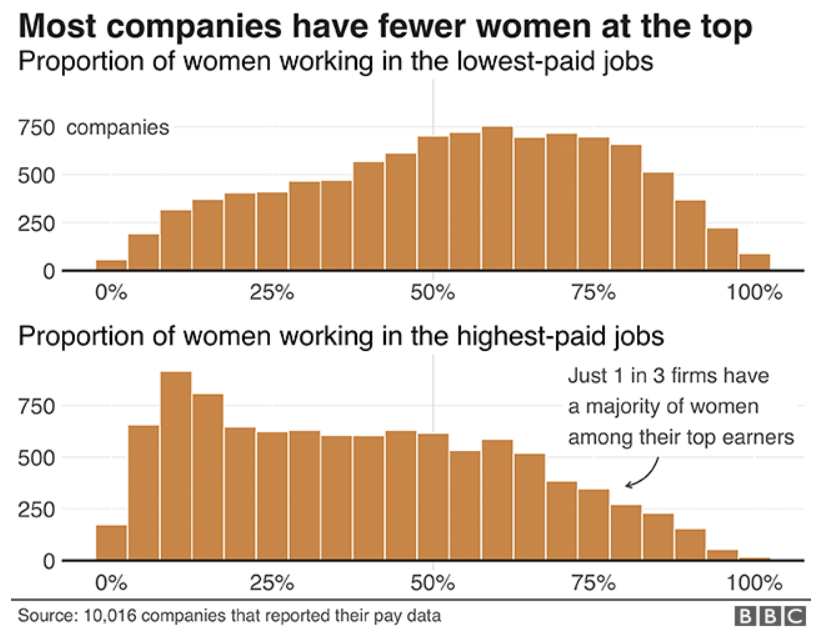 Most companies have fewer women at the top
Proportion of women working in the lowest-paid jobs
750 companies
500
250
0
0% 25% 50% 75% 100%
Proportion of women working in the highest-paid jobs
Just 1 in 3 firms have
a majority of women
among their top earners
750
500
250
0
0% 25% 50% 75% 100%
Source: 10,016 companies that reported their pay data
BBC